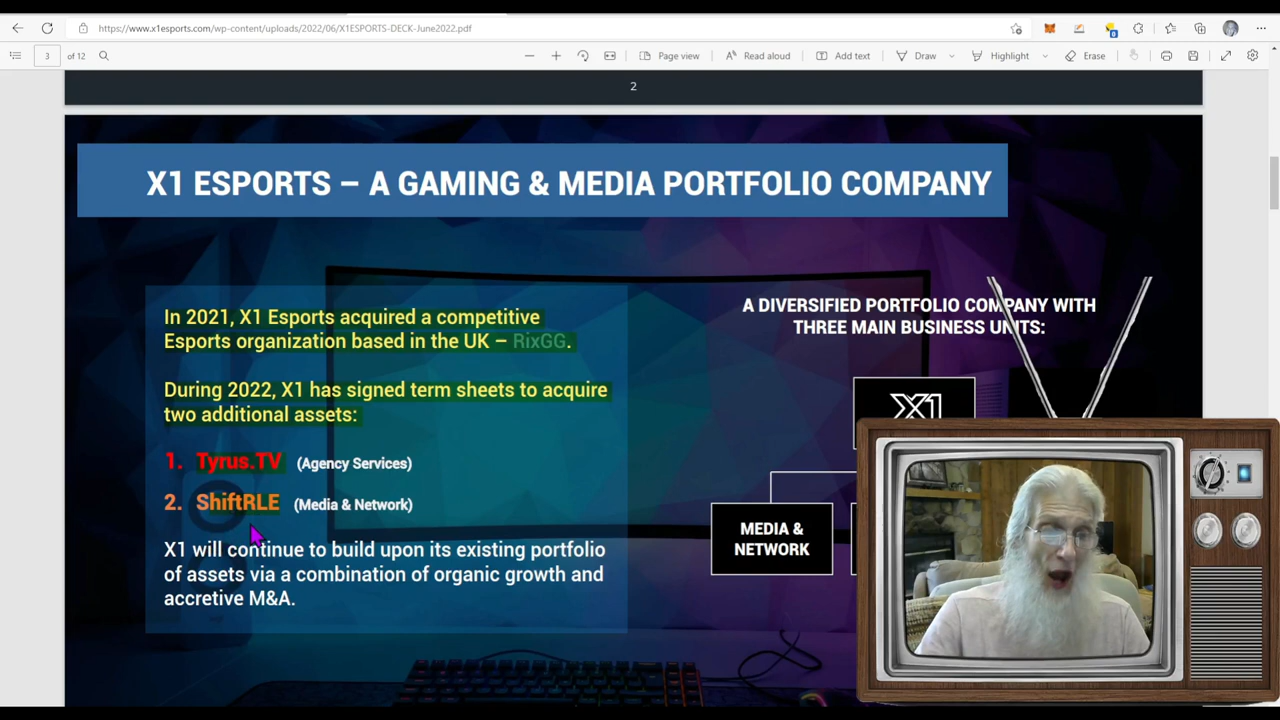 https://www.x1esports.com/wp-content/uploads/2022/06/X1ESPORTS-DECK-June2022.pdf
3 of 12
Page view
Read aloud
Add text
Draw
Highlight
Erase
2
X1 ESPORTS – A GAMING & MEDIA PORTFOLIO COMPANY
In 2021, X1 Esports acquired a competitive
Esports organization based in the UK – RixGG.
During 2022, X1 has signed term sheets to acquire
two additional assets:
1. Tyrus.TV (Agency Services)
2. ShiftRLE (Media & Network)
X1 will continue to build upon its existing portfolio
of assets via a combination of organic growth and
accretive M&A.
A DIVERSIFIED PORTFOLIO COMPANY WITH
THREE MAIN BUSINESS UNITS:
X1
MEDIA &
NETWORK